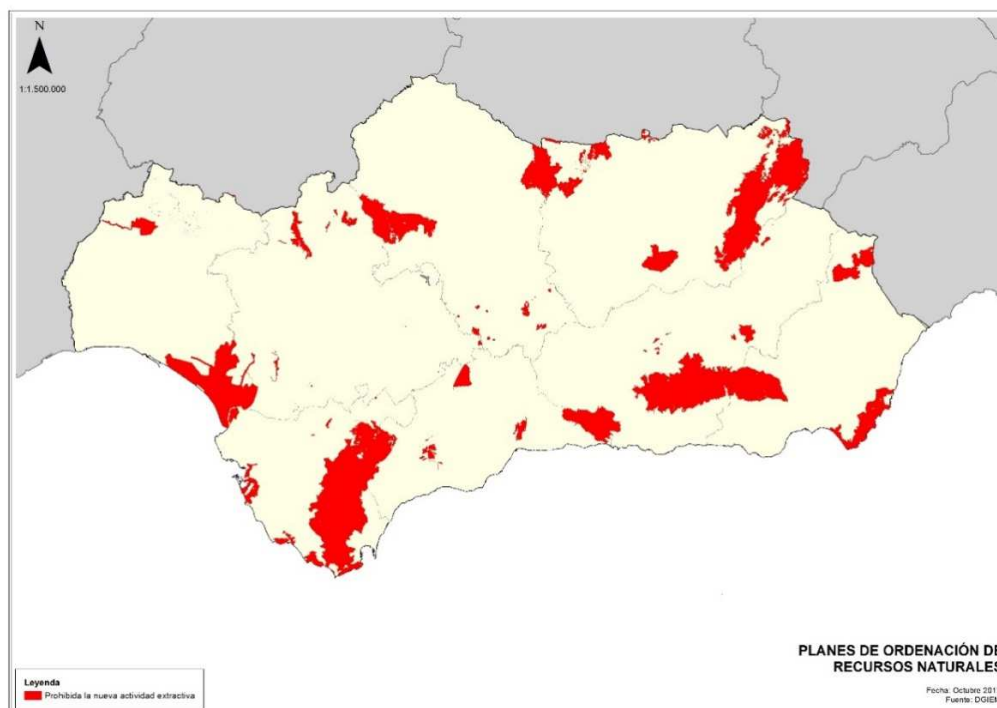 N
1:1.500.000
PLANES DE ORDENACIÓN DE
RECURSOS NATURALES
Leyenda
Prohibida la nueva actividad extractiva
Fecha: Octubre 201
Fuente: DGIEM